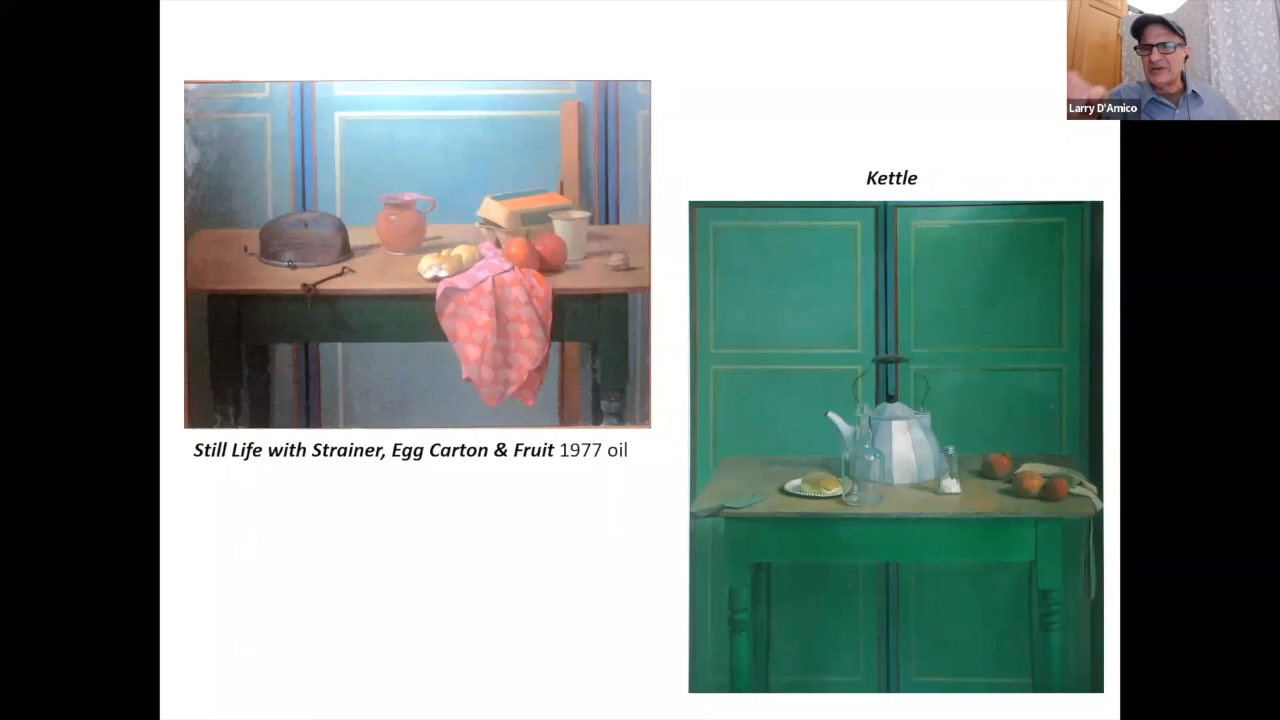 Larry D'Amico
Kettle
Still Life with Strainer, Egg Carton & Fruit 1977 oil